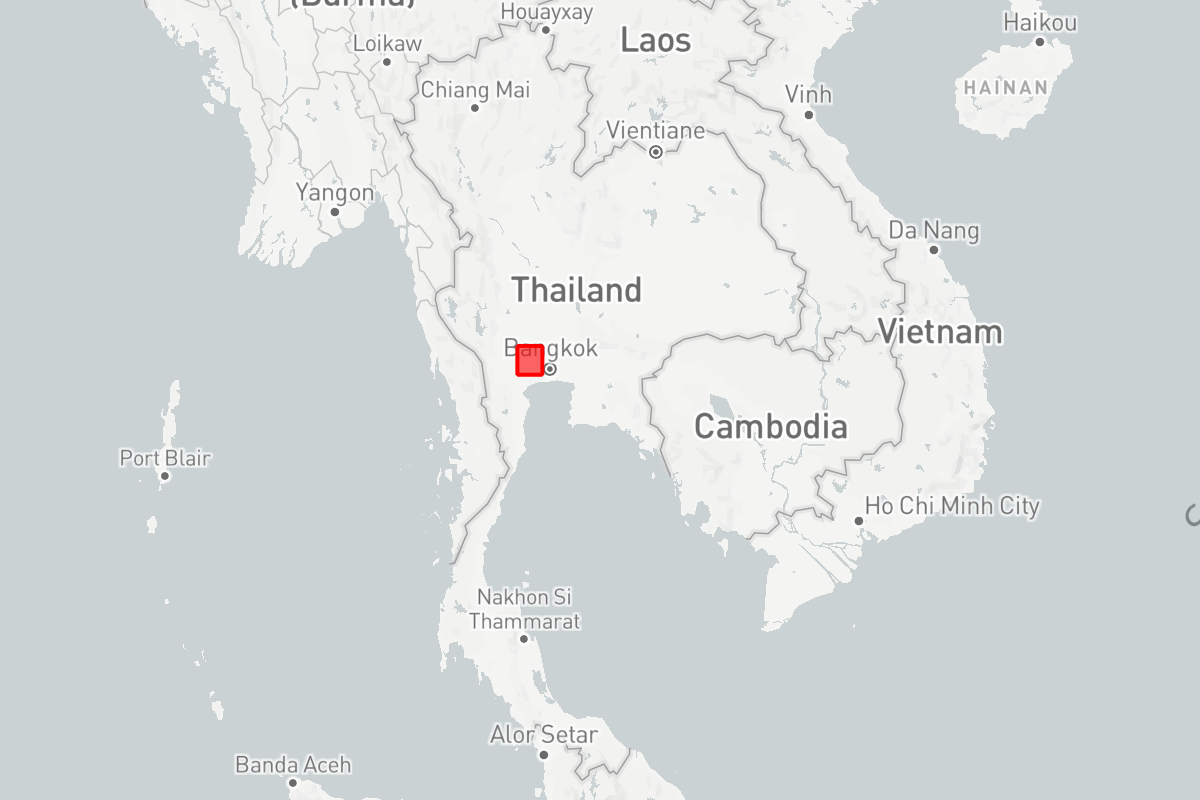 (Burma)
Houayxay
Haikou
Loikaw
Laos
HAINAN
Chiang Mai
Vinh
Vientiane
Yangon
Da Nang
Thailand
Vietnam
Bangkok
Cambodia
Port Blair
Ho Chi Minh City
Nakhon Si
Thammarat
Alor Setar
Banda Aceh